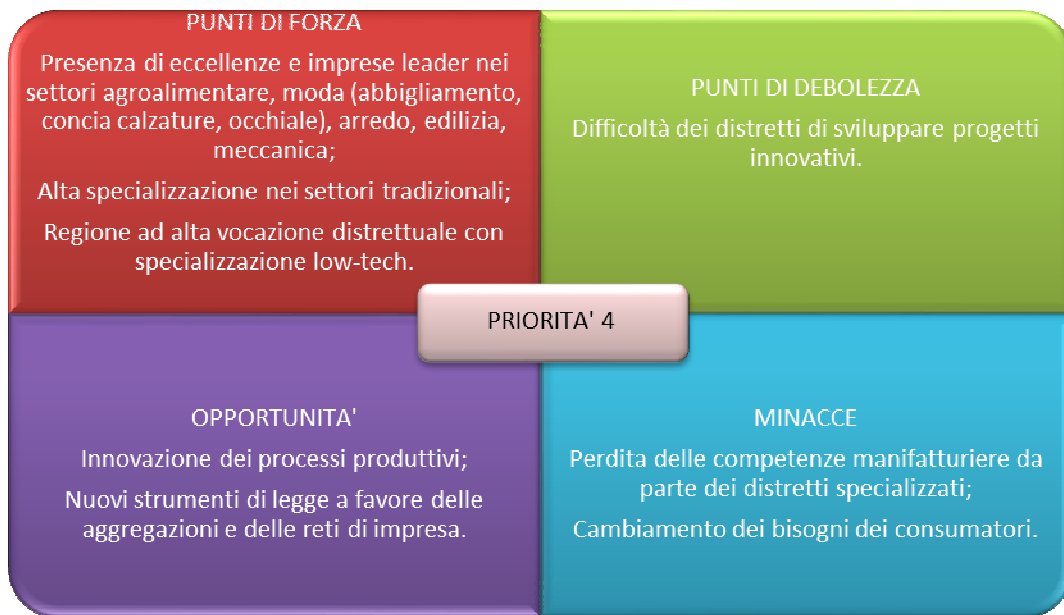 PUNTI DI FORZA
Presenza di eccellenze e imprese leader nei
settori agroalimentare, moda (abbigliamento,
concia calzature, occhiale), arredo, edilizia,
meccanica;
Alta specializzazione nei settori tradizionali;
Regione ad alta vocazione distrettuale con
specializzazione low-tech.
PUNTI DI DEBOLEZZA
Difficoltà dei distretti di sviluppare progetti
innovativi.
PRIORITA' 4
OPPORTUNITA'
Innovazione dei processi produttivi;
Nuovi strumenti di legge a favore delle
aggregazioni e delle reti di impresa.
MINACCE
Perdita delle competenze manifatturiere da
parte dei distretti specializzati;
Cambiamento dei bisogni dei consumatori.